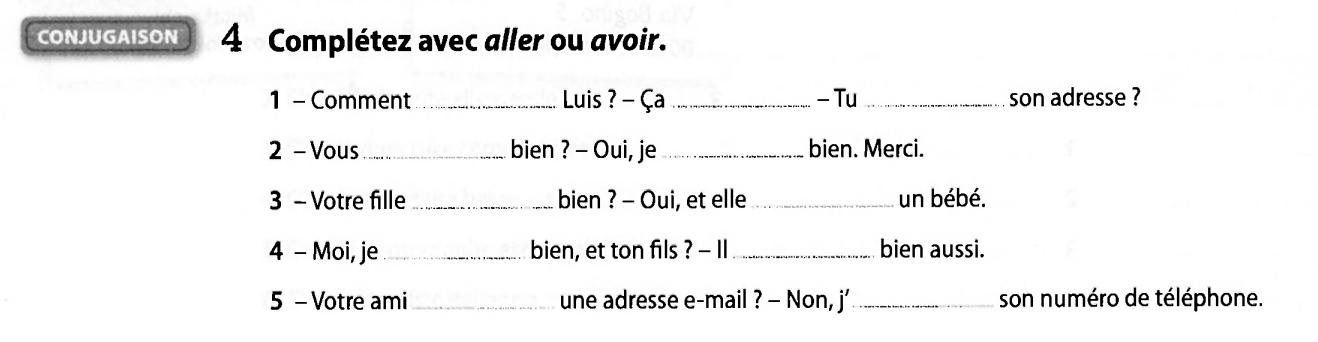 CONJUGAISON 4 Complétez avec aller ou avoir.
1 – Comment ........................ Luis ? – Ça ........................ – Tu ........................ son adresse ?
2 – Vous ........................ bien ? – Oui, je ........................ bien. Merci.
3 – Votre fille ........................ bien ? – Oui, et elle ........................ un bébé.
4 – Moi, je ........................ bien, et ton fils ? – Il ........................ bien aussi.
5 – Votre ami ........................ une adresse e-mail ? – Non, j' ........................ son numéro de téléphone.